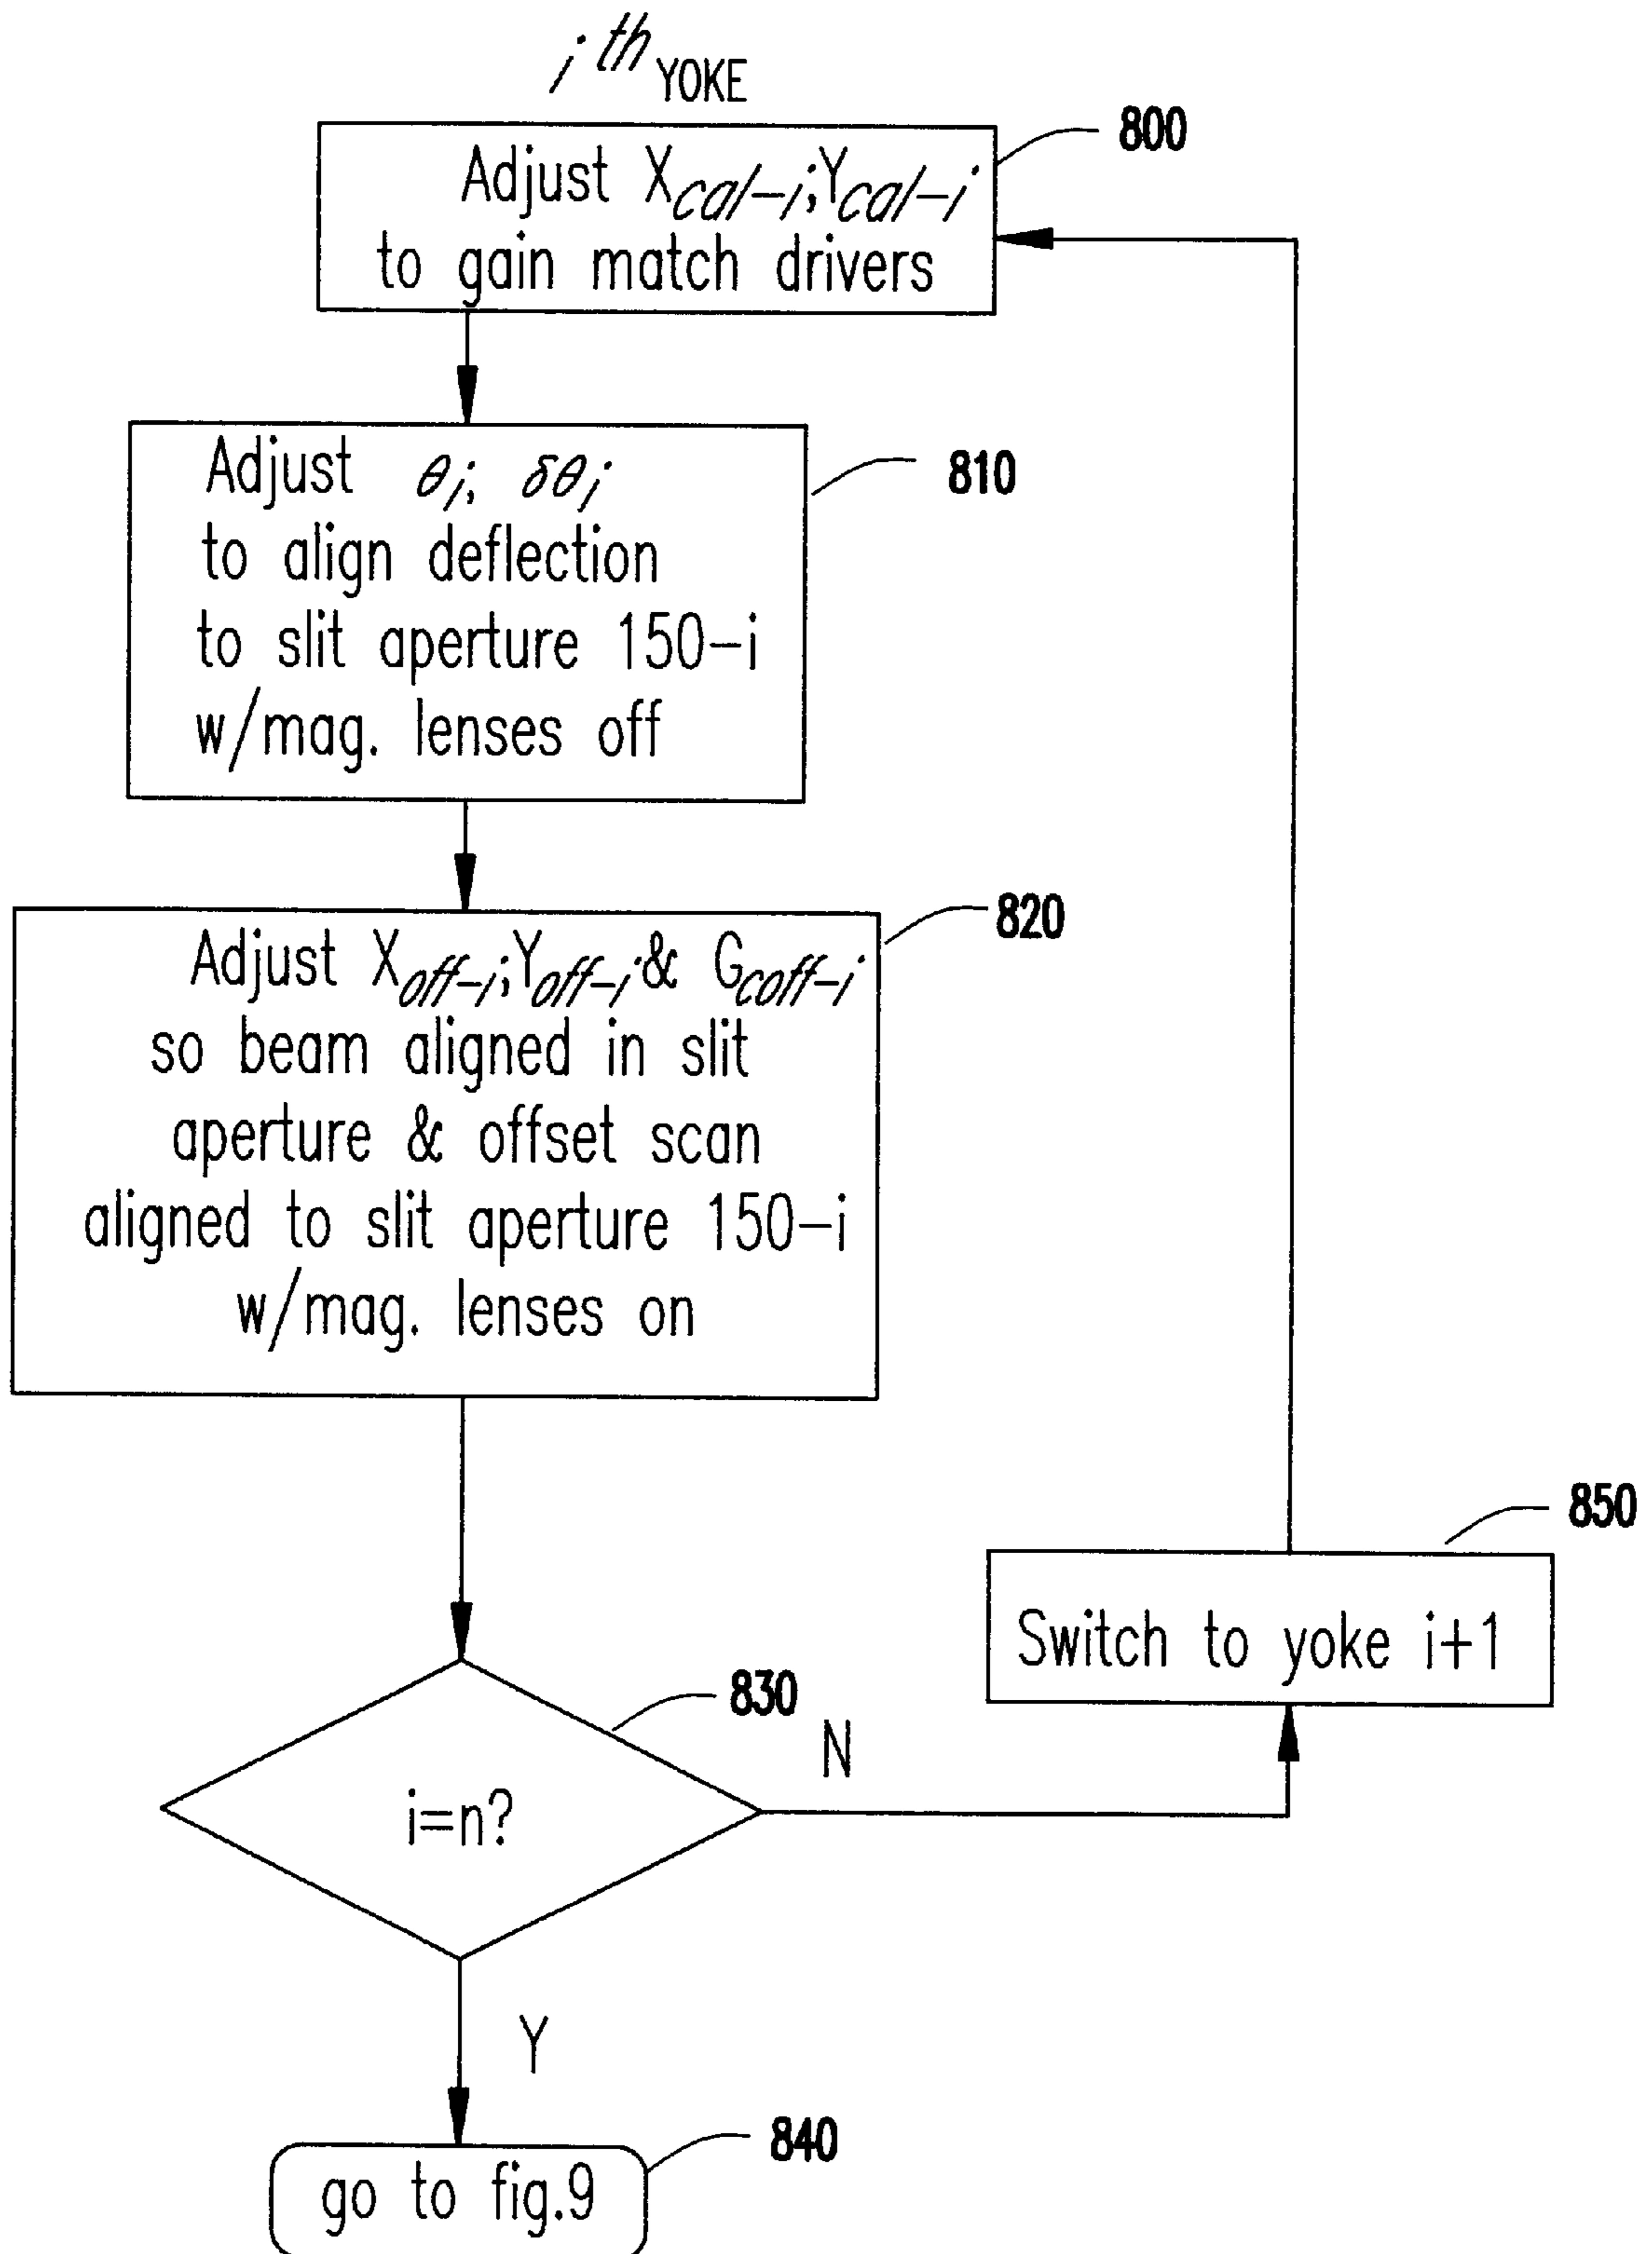 i th YOKE
800
Adjust Xcal-i;Ycal-i
to gain match drivers
810
Adjust θi; δθi
to align deflection
to slit aperture 150-i
w/mag. lenses off
820
Adjust Xoff-i;Yoff-i & Gcoff-i
so beam aligned in slit
aperture & offset scan
aligned to slit aperture 150-i
w/mag. lenses on
850
Switch to yoke i+1
830
N
i=n?
Y
840
go to fig.9